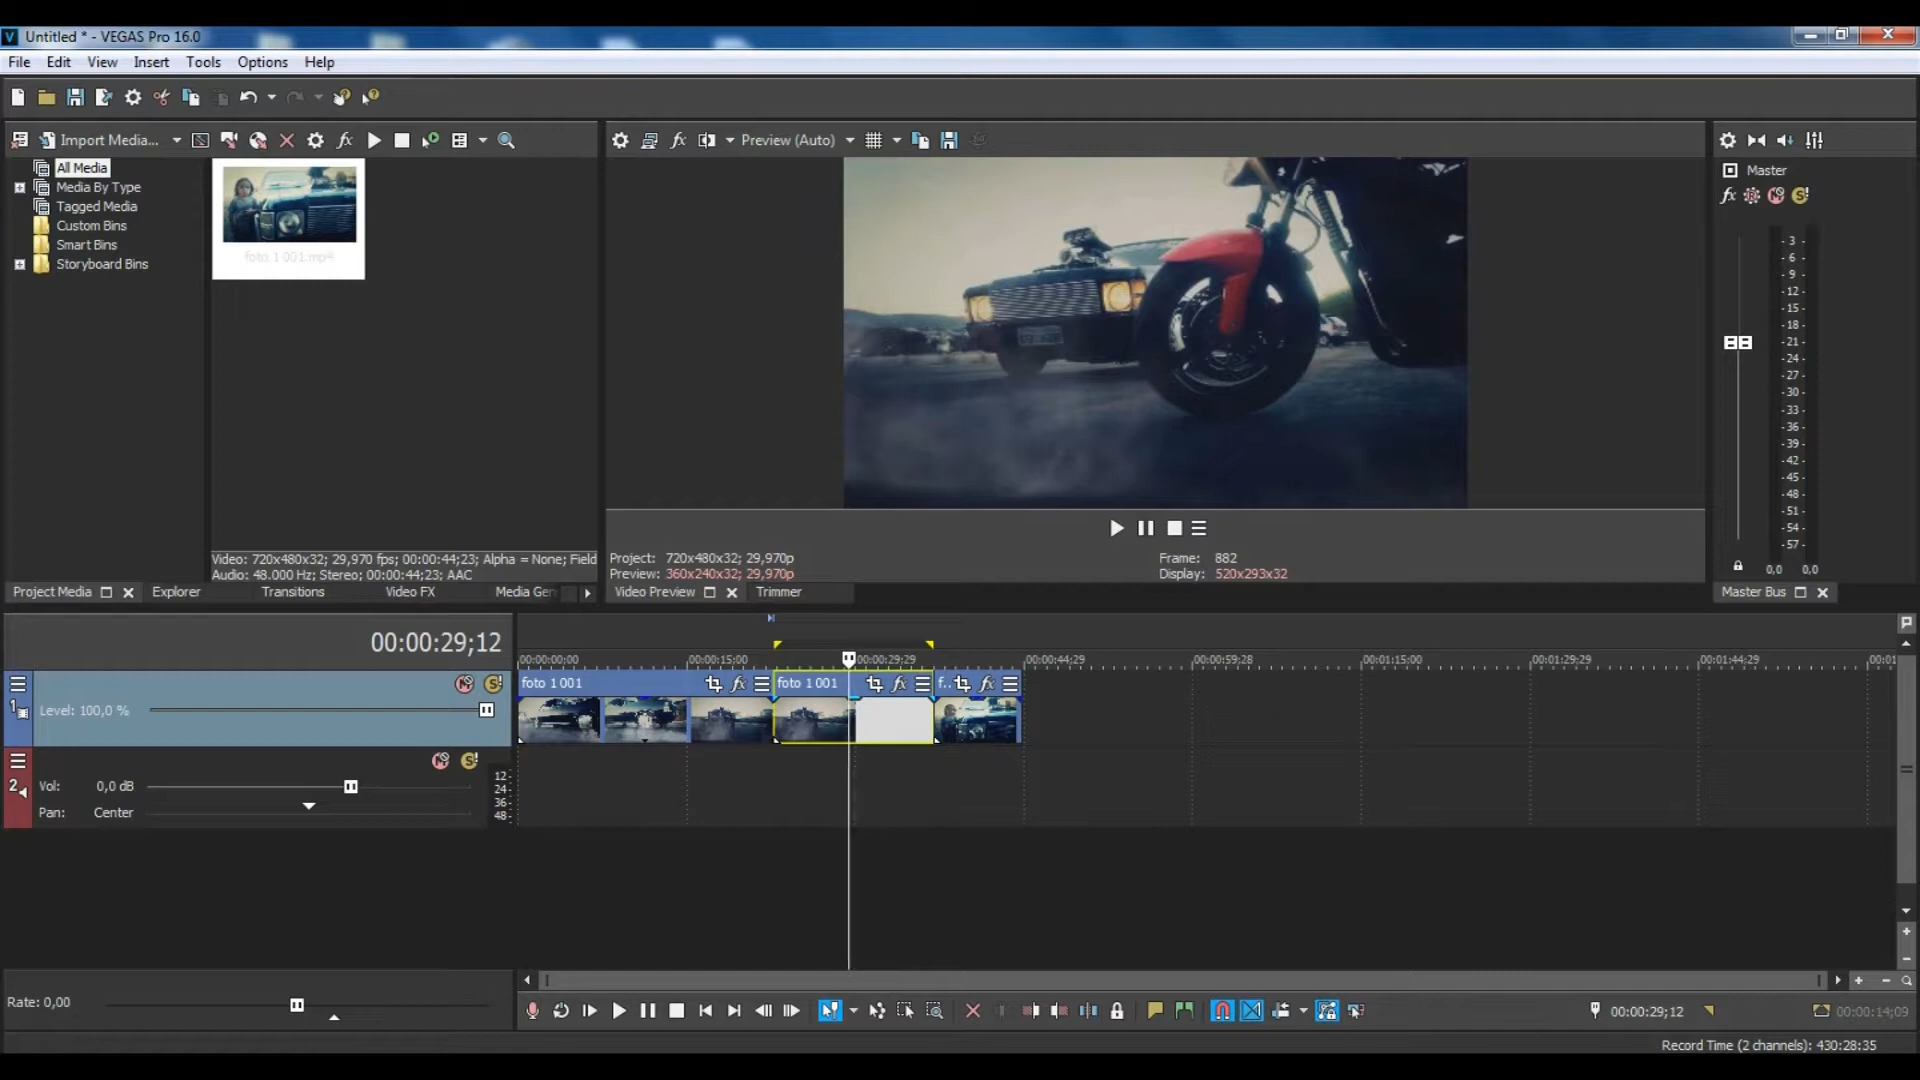 Untitled * - VEGAS Pro 16.0
File Edit View Insert Tools Options Help
Import Media... Preview (Auto)
All Media
Media By Type
Tagged Media
Custom Bins
Smart Bins
Storyboard Bins
foto 1 001.mp4
Master
- 3 -
- 6 -
- 9 -
- 12 -
- 15 -
- 18 -
- 21 -
- 24 -
- 27 -
- 30 -
- 33 -
- 36 -
- 39 -
- 42 -
- 45 -
- 48 -
- 51 -
- 54 -
- 57 -
0,0 0,0
Video: 720x480x32; 29,970 fps; 00:00:44;23; Alpha = None; Field
Audio: 48.000 Hz; Stereo; 00:00:44;23; AAC
Project: 720x480x32; 29,970p
Preview: 360x240x32; 29,970p
Frame: 882
Display: 520x293x32
Project Media Explorer Transitions Video FX Media Gen
Video Preview Trimmer
Master Bus
00:00:29;12
00:00:00;00 00:00:15;00 00:00:29;29 00:00:44;29 00:00:59;28 00:01:15;00 00:01:29;29 00:01:44;29 00:01
foto 1 001 foto 1 001 f..
1 Level: 100,0 %
2 Vol: 0,0 dB
Pan: Center
12 -
24 -
36 -
48 -
Rate: 0,00
00:00:29;12 00:00:14;09
Record Time (2 channels): 430:28:35